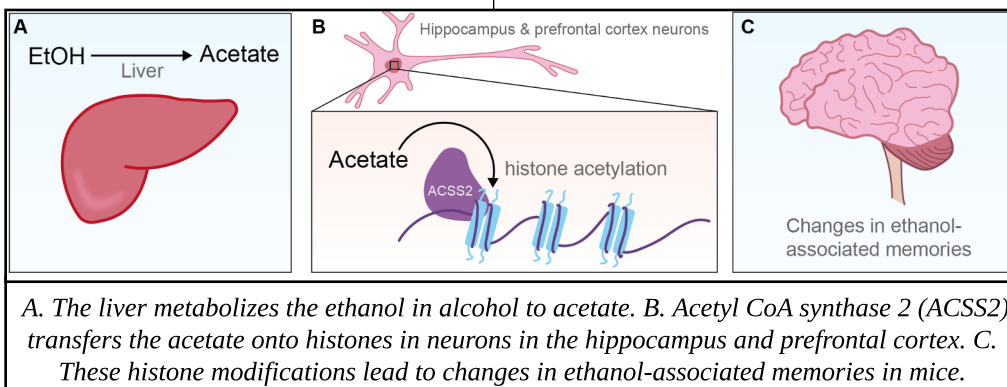 A
EtOH
Acetate
Liver
B
Hippocampus & prefrontal cortex neurons
Acetate
ACSS2
histone acetylation
C
Changes in ethanol-
associated memories
A. The liver metabolizes the ethanol in alcohol to acetate. B. Acetyl CoA synthase 2 (ACSS2)
transfers the acetate onto histones in neurons in the hippocampus and prefrontal cortex. C.
These histone modifications lead to changes in ethanol-associated memories in mice.